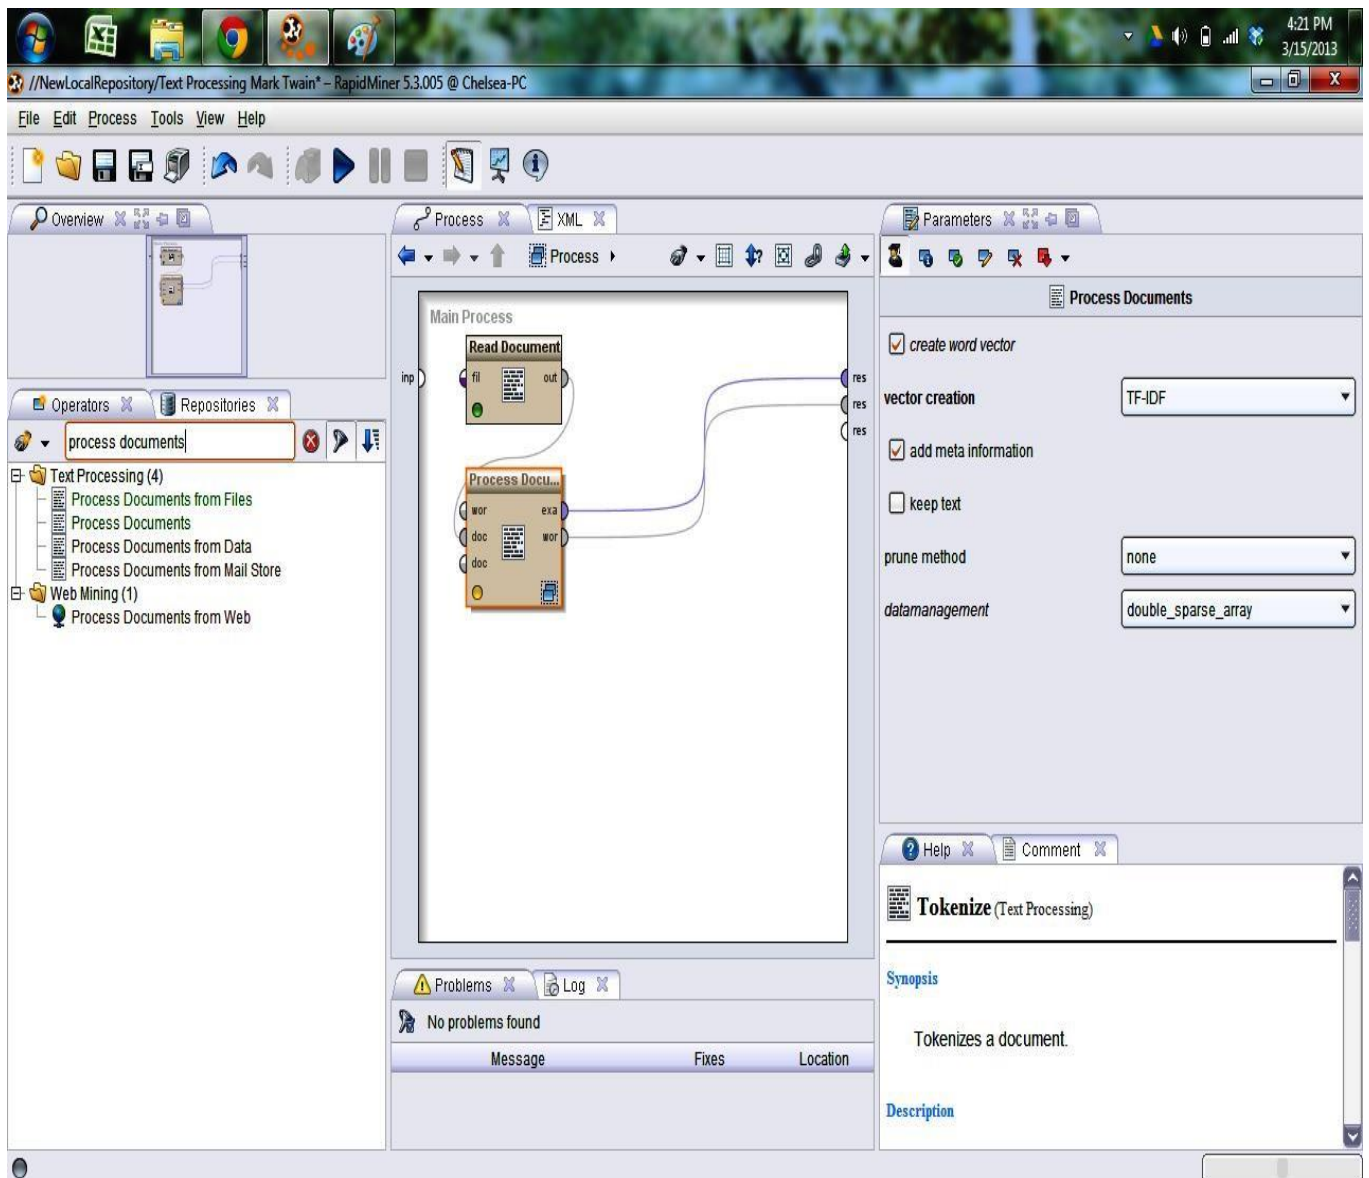 4:21 PM
3/15/2013
//NewLocalRepository/Text Processing Mark Twain* – RapidMiner 5.3.005 @ Chelsea-PC
File Edit Process Tools View Help
Overview
Process XML
Parameters
Process
Process Documents
Main Process
Read Document
inp
fil out
res
res
res
Process Docu...
wor exa
doc wor
doc
create word vector
vector creation TF-IDF
add meta information
keep text
prune method none
datamanagement double_sparse_array
Operators Repositories
process documents
Text Processing (4)
Process Documents from Files
Process Documents
Process Documents from Data
Process Documents from Mail Store
Web Mining (1)
Process Documents from Web
Problems Log
No problems found
Message Fixes Location
Help Comment
Tokenize (Text Processing)
Synopsis
Tokenizes a document.
Description